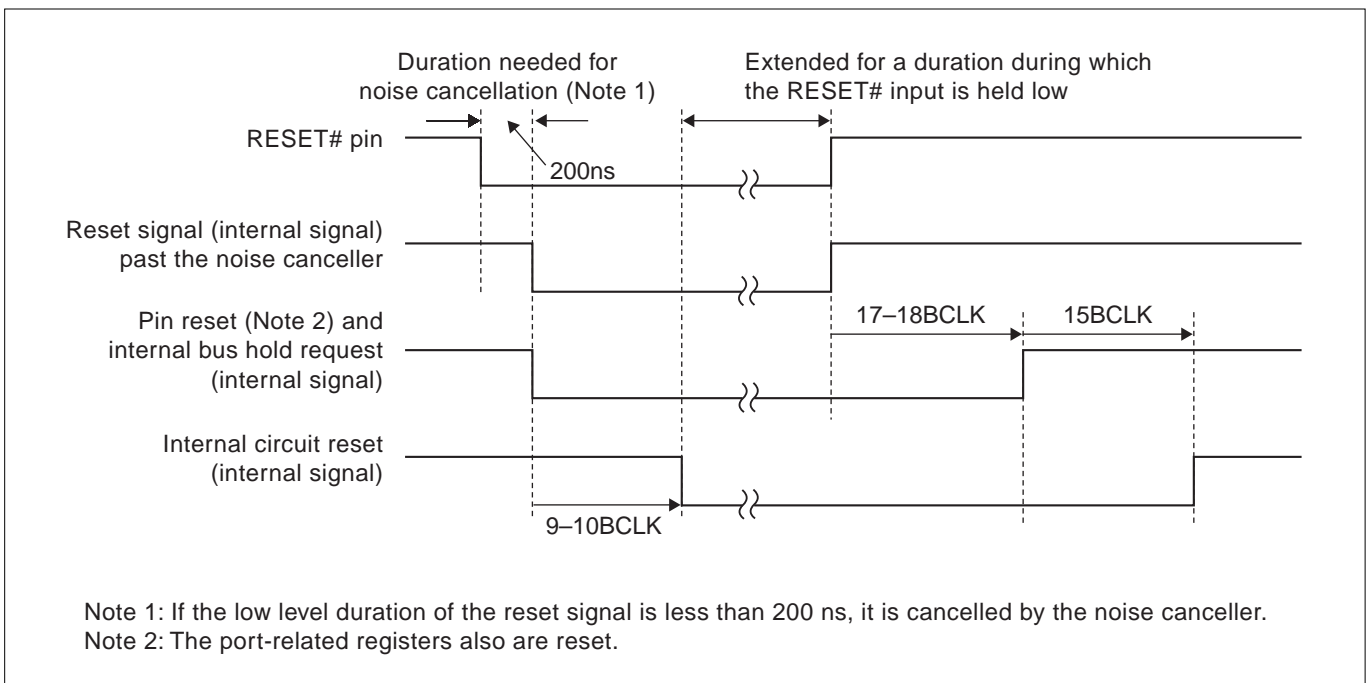 Duration needed for
noise cancellation (Note 1)
Extended for a duration during which
the RESET# input is held low
RESET# pin
200ns
Reset signal (internal signal)
past the noise canceller
17–18BCLK
15BCLK
Pin reset (Note 2) and
internal bus hold request
(internal signal)
Internal circuit reset
(internal signal)
9–10BCLK
Note 1: If the low level duration of the reset signal is less than 200 ns, it is cancelled by the noise canceller.
Note 2: The port-related registers also are reset.